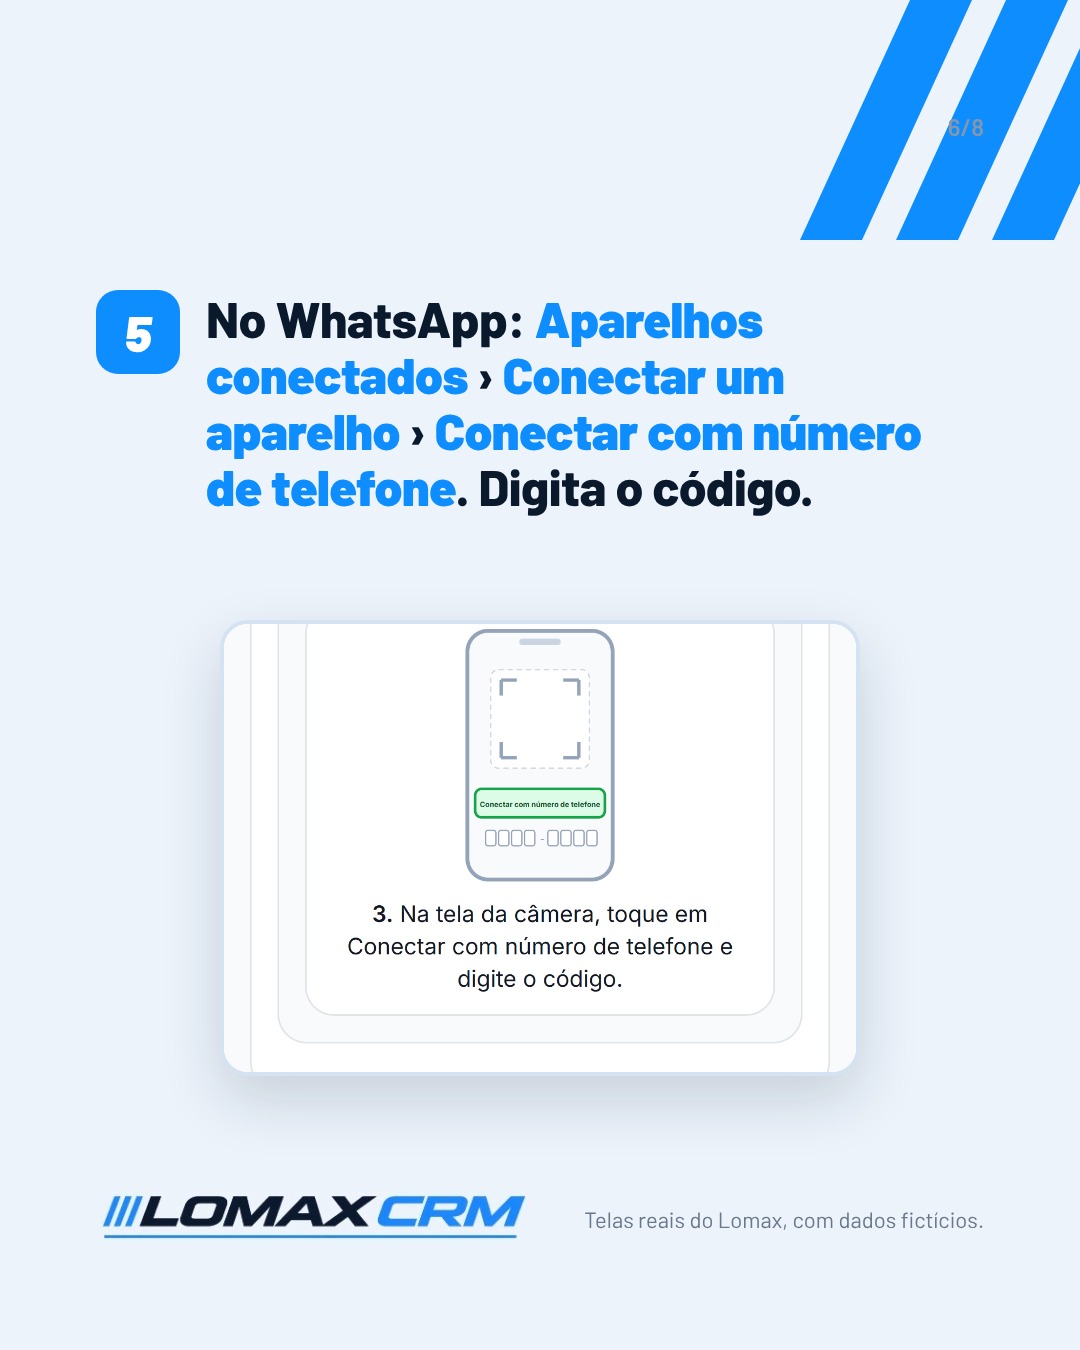 6/8
5
No WhatsApp: Aparelhos
conectados › Conectar um
aparelho › Conectar com número
de telefone. Digita o código.
Conectar com número de telefone
-
3. Na tela da câmera, toque em
Conectar com número de telefone e
digite o código.
LOMAX CRM
Telas reais do Lomax, com dados fictícios.